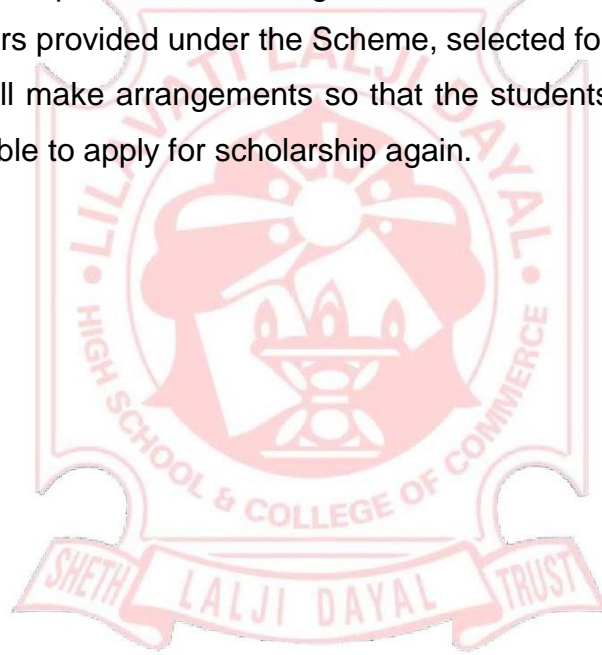 rs provided under the Scheme, selected fo
ll make arrangements so that the students
ble to apply for scholarship again.
• LILAVATI LALJI DAYAL •
HIGH SCHOOL & COLLEGE OF COMMERCE
SHETH LALJI DAYAL TRUST